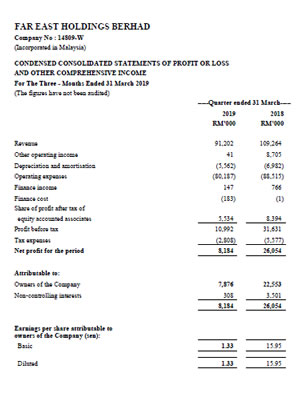 FAR EAST HOLDINGS BERHAD
Company No : 14809-W
(Incorporated in Malaysia)
CONDENSED CONSOLIDATED STATEMENTS OF PROFIT OR LOSS
AND OTHER COMPREHENSIVE INCOME
For The Three - Months Ended 31 March 2019
(The figures have not been audited)
-----Quarter ended 31 March-----
2019 2018
RM'000 RM'000
Revenue 91,202 109,264
Other operating income 41 8,705
Depreciation and amortisation (5,562) (6,982)
Operating expenses (80,187) (88,515)
Finance income 147 766
Finance cost (183) (1)
Share of profit after tax of
equity accounted associates 5,534 8,394
Profit before tax 10,992 31,631
Tax expenses (2,808) (5,577)
Net profit for the period 8,184 26,054
Attributable to:
Owners of the Company 7,876 22,553
Non-controlling interests 308 3,501
8,184 26,054
Earnings per share attributable to
owners of the Company (sen):
Basic 1.33 15.95
Diluted 1.33 15.95